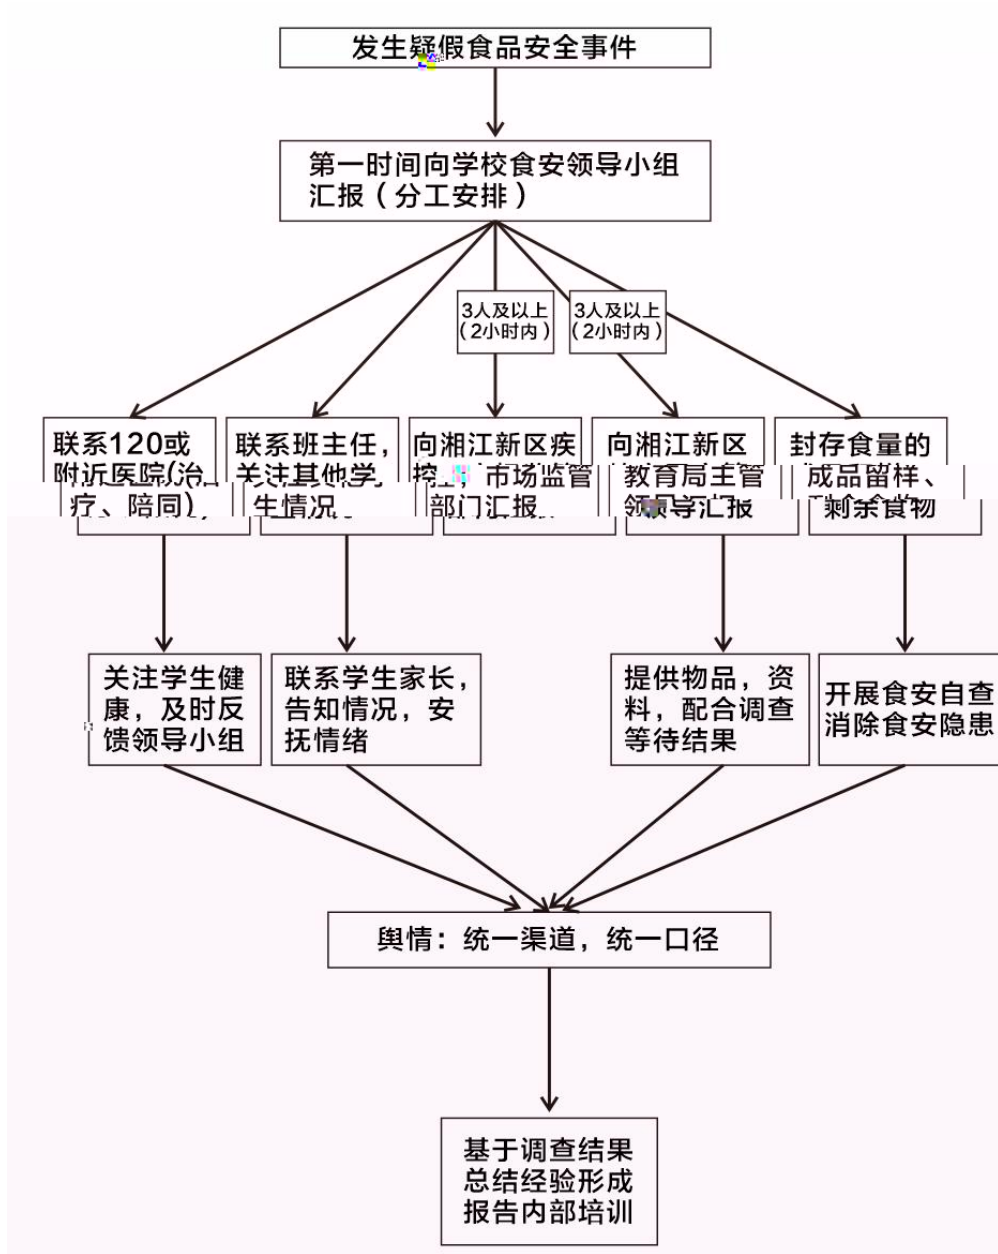 发生疑假食品安全事件
第一时间向学校食安领导小组
汇报（分工安排）
3人及以上
（2小时内）
3人及以上
（2小时内）
联系120或
附近医院(治
疗、陪同)，
联系班主任，
关注其他学
生情况。
向湘江新区疾
控，市场监管
部门汇报。
向湘江新区
教育局主管
领导汇报
封存食量的
成品留样、
剩余食物
关注学生健
康，及时反
馈领导小组
联系学生家长，
告知情况，安
抚情绪
提供物品，资
料，配合调查
等待结果
开展食安自查
消除食安隐患
舆情：统一渠道，统一口径
基于调查结果
总结经验形成
报告内部培训